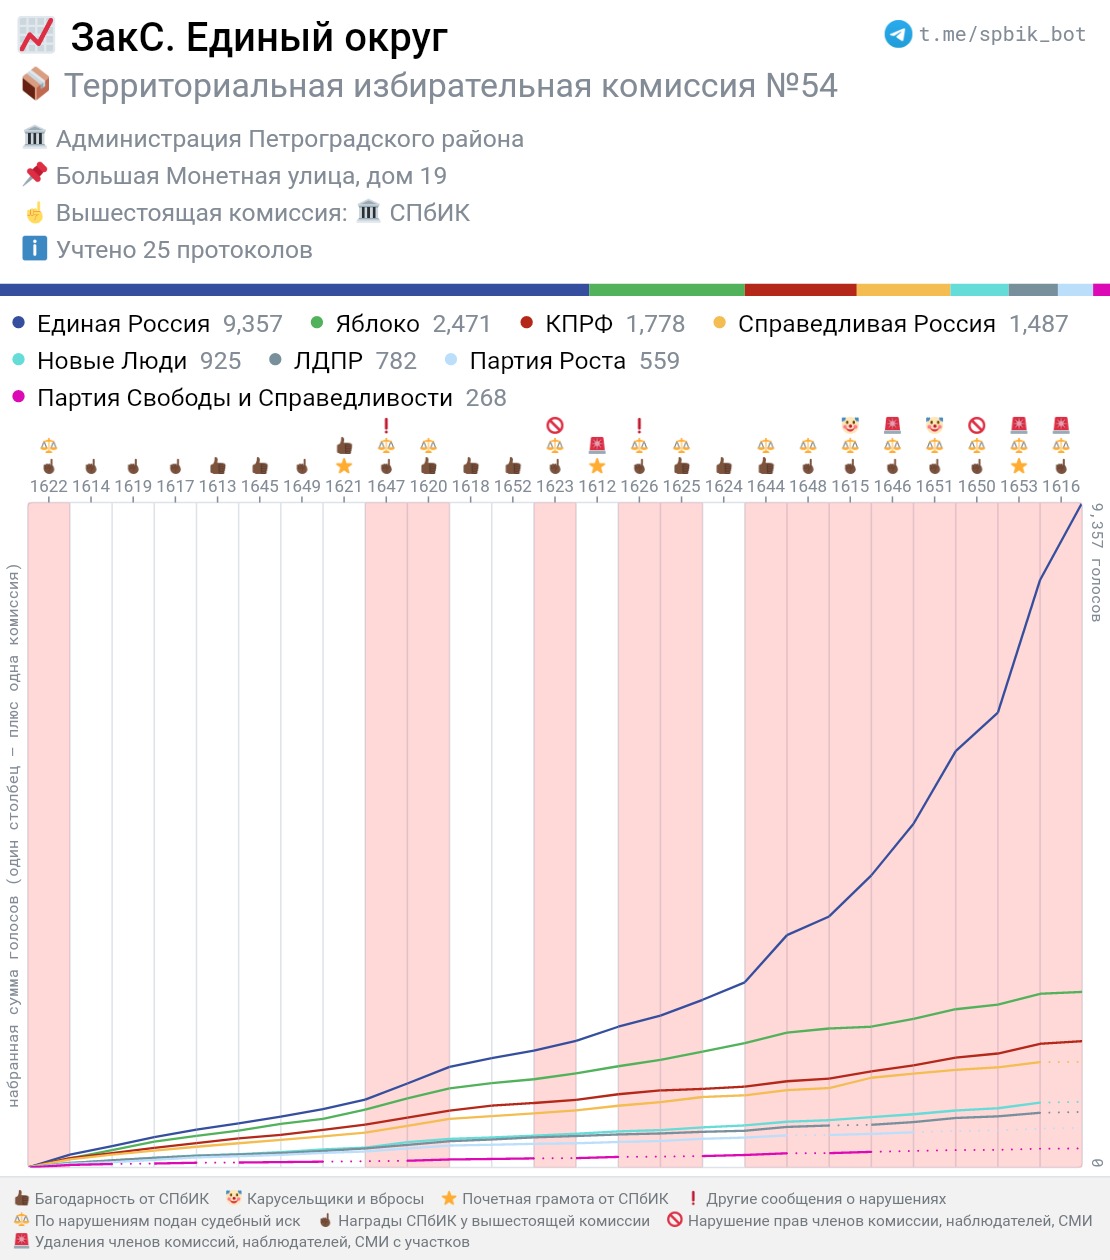 ЗакС. Единый округ
t.me/spbik_bot
Территориальная избирательная комиссия №54
Администрация Петроградского района
Большая Монетная улица, дом 19
Вышестоящая комиссия: СПбИК
Учтено 25 протоколов
Единая Россия 9,357 Яблоко 2,471 КПРФ 1,778 Справедливая Россия 1,487
Новые Люди 925 ЛДПР 782 Партия Роста 559
Партия Свободы и Справедливости 268
1622 1614 1619 1617 1613 1645 1649 1621 1647 1620 1618 1652 1623 1612 1626 1625 1624 1644 1648 1615 1646 1651 1650 1653 1616
9,357 голосов
набранная сумма голосов (один столбец – плюс одна комиссия)
0
Багодарность от СПбИК Карусельщики и вбросы Почетная грамота от СПбИК Другие сообщения о нарушениях
По нарушениям подан судебный иск Награды СПбИК у вышестоящей комиссии Нарушение прав членов комиссии, наблюдателей, СМИ
Удаления членов комиссий, наблюдателей, СМИ с участков